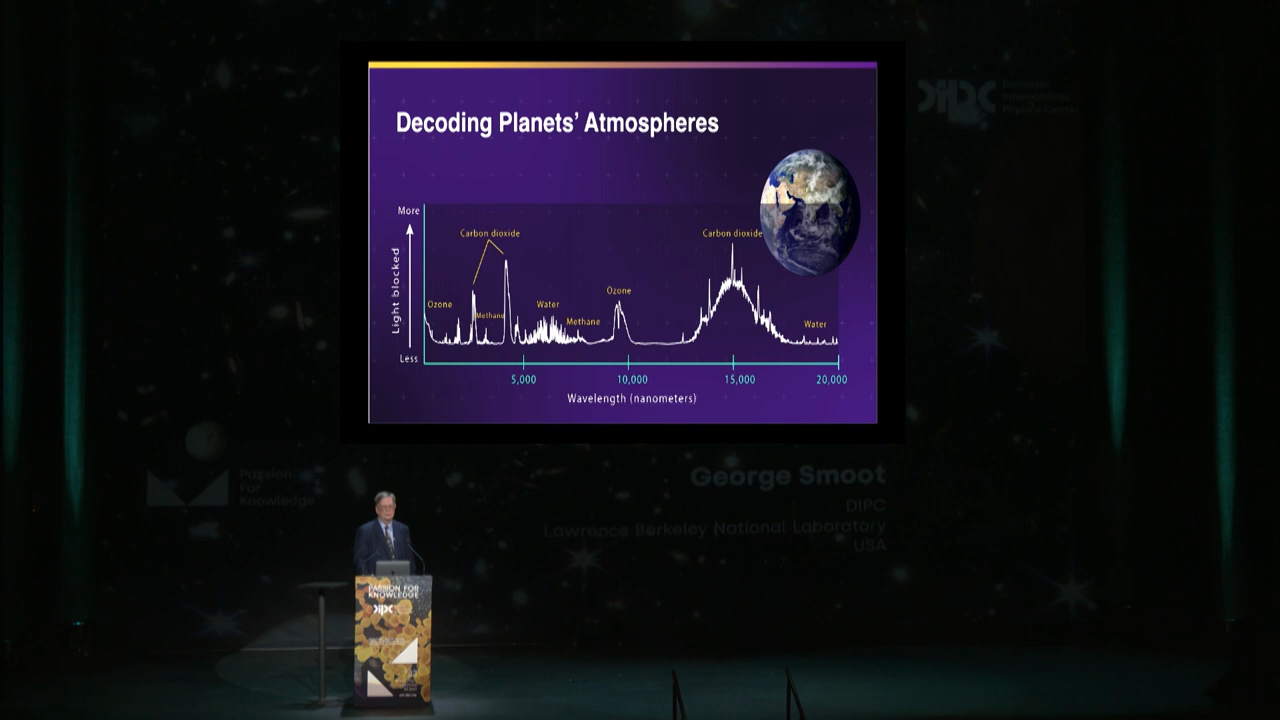 Decoding Planets' Atmospheres
More
Carbon dioxide
Carbon dioxide
Light blocked
Ozone
Methane
Water
Methane
Ozone
Water
Less
5,000
10,000
15,000
20,000
Wavelength (nanometers)
George Smoot
DIPC
Lawrence Berkeley National Laboratory
USA
Passion
For
Knowledge
PASSION FOR
KNOWLEDGE
dipc
dipc